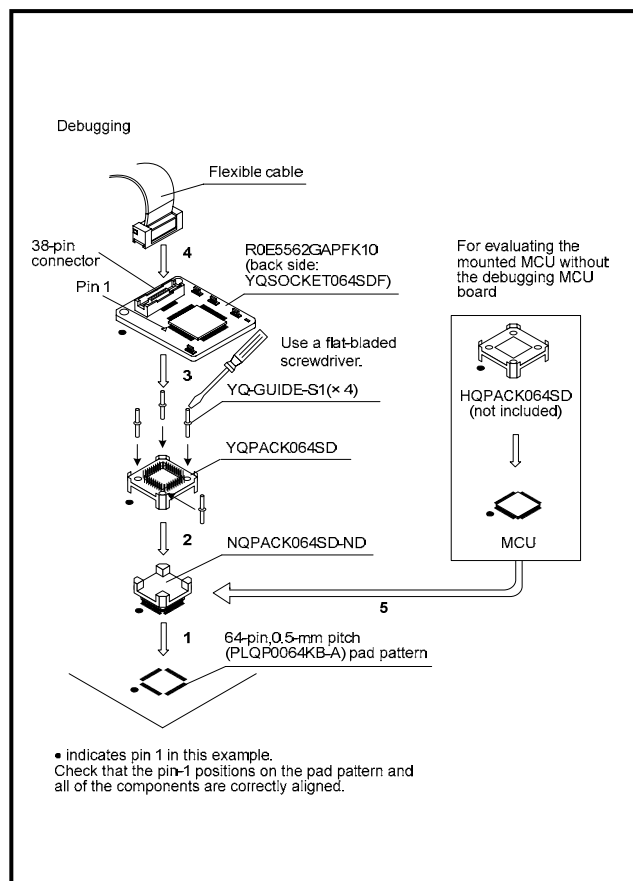 Debugging
Flexible cable
4
38-pin
connector
Pin 1
R0E5562GAPFK10
(back side:
YQSOCKET064SDF)
Use a flat-bladed
screwdriver.
3
YQ-GUIDE-S1(× 4)
YQPACK064SD
2
NQPACK064SD-ND
1
64-pin,0.5-mm pitch
(PLQP0064KB-A) pad pattern
For evaluating the
mounted MCU without
the debugging MCU
board
HQPACK064SD
(not included)
MCU
5
● indicates pin 1 in this example.
Check that the pin-1 positions on the pad pattern and
all of the components are correctly aligned.